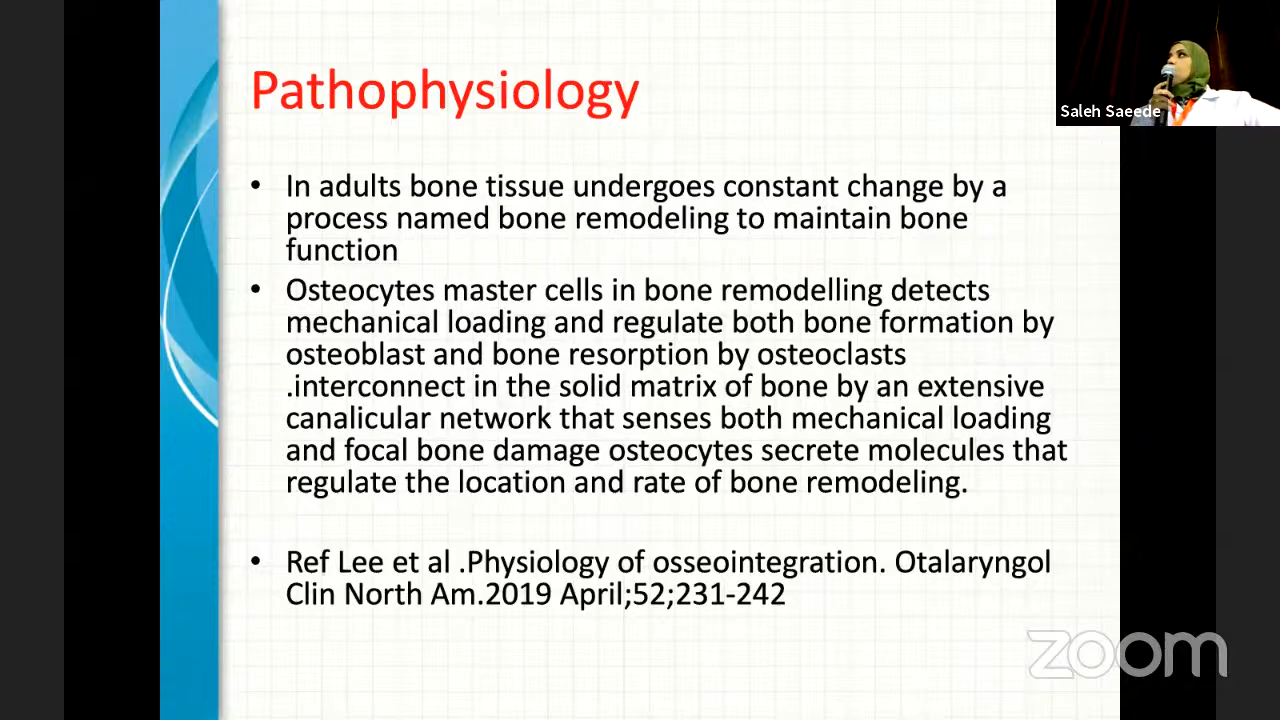 Pathophysiology
Saleh Saeede
• In adults bone tissue undergoes constant change by a
process named bone remodeling to maintain bone
function
• Osteocytes master cells in bone remodelling detects
mechanical loading and regulate both bone formation by
osteoblast and bone resorption by osteoclasts
.interconnect in the solid matrix of bone by an extensive
canalicular network that senses both mechanical loading
and focal bone damage osteocytes secrete molecules that
regulate the location and rate of bone remodeling.
• Ref Lee et al .Physiology of osseointegration. Otalaryngol
Clin North Am.2019 April;52;231-242
zoom